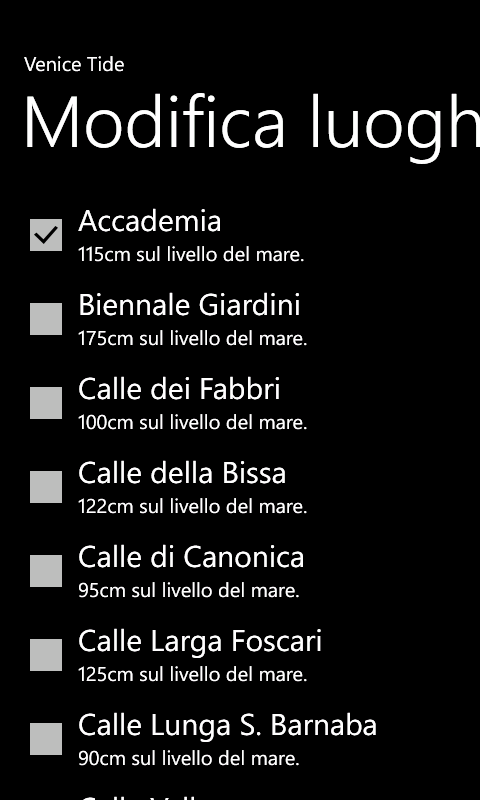 Venice Tide
Modifica luogh
Accademia
115cm sul livello del mare.
Biennale Giardini
175cm sul livello del mare.
Calle dei Fabbri
100cm sul livello del mare.
Calle della Bissa
122cm sul livello del mare.
Calle di Canonica
95cm sul livello del mare.
Calle Larga Foscari
125cm sul livello del mare.
Calle Lunga S. Barnaba
90cm sul livello del mare.